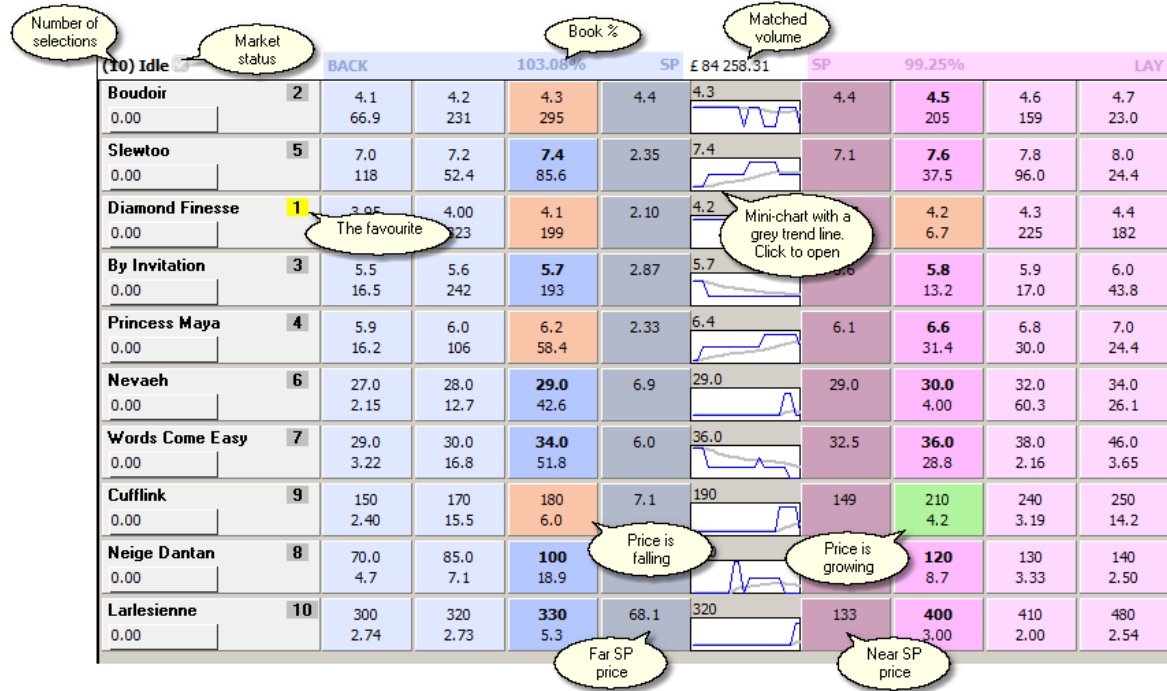 Number of
selections
Market
status
Book %
Matched
volume
(10) Idle BACK 103.08% SP £ 84 258.31 SP 99.25% LAY
Boudoir 2 4.1 4.2 4.3 4.4 4.3 4.4 4.5 4.6 4.7
0.00 66.9 231 295 205 159 23.0
Slewtoo 5 7.0 7.2 7.4 2.35 7.4 7.1 7.6 7.8 8.0
0.00 118 52.4 85.6 37.5 96.0 24.4
Diamond Finesse 1 3.95 4.00 4.1 2.10 4.2 4.2 4.3 4.4
0.00 199 6.7 225 182
The favourite
Mini-chart with a
grey trend line.
Click to open
By Invitation 3 5.5 5.6 5.7 2.87 5.7 5.8 5.9 6.0
0.00 16.5 242 193 13.2 17.0 43.8
Princess Maya 4 5.9 6.0 6.2 2.33 6.4 6.1 6.6 6.8 7.0
0.00 16.2 106 58.4 31.4 30.0 24.4
Nevaeh 6 27.0 28.0 29.0 6.9 29.0 29.0 30.0 32.0 34.0
0.00 2.15 12.7 42.6 4.00 60.3 26.1
Words Come Easy 7 29.0 30.0 34.0 6.0 36.0 32.5 36.0 38.0 46.0
0.00 3.22 16.8 51.8 28.8 2.16 3.65
Cufflink 9 150 170 180 7.1 190 149 210 240 250
0.00 2.40 15.5 6.0 4.2 3.19 14.2
Price is
falling
Price is
growing
Neige Dantan 8 70.0 85.0 100 120 130 140
0.00 4.7 7.1 18.9 8.7 3.33 2.50
Larlesienne 10 300 320 330 68.1 320 133 400 410 480
0.00 2.74 2.73 5.3 3.00 2.00 2.54
Far SP
price
Near SP
price